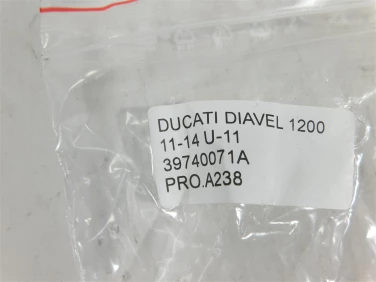 DUCATI DIAVEL 1200
11-14 U-11
39740071A
PRO.A238